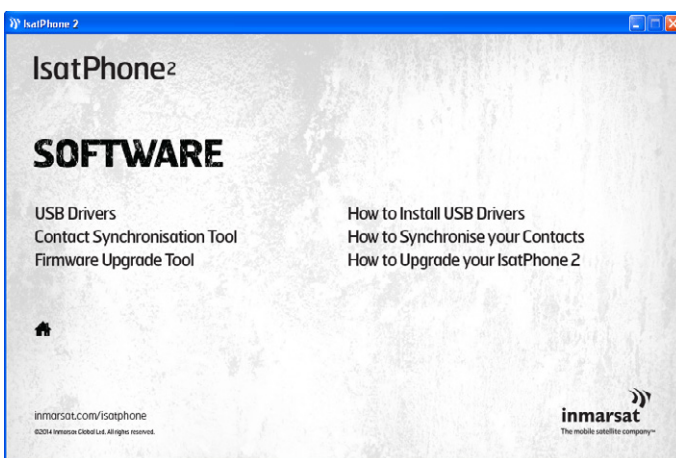 IsatPhone 2
IsatPhone2
SOFTWARE
USB Drivers
Contact Synchronisation Tool
Firmware Upgrade Tool
How to Install USB Drivers
How to Synchronise your Contacts
How to Upgrade your IsatPhone 2
inmarsat.com/isatphone
©2014 Inmarsat Global Ltd. All rights reserved.
inmarsat
The mobile satellite company™